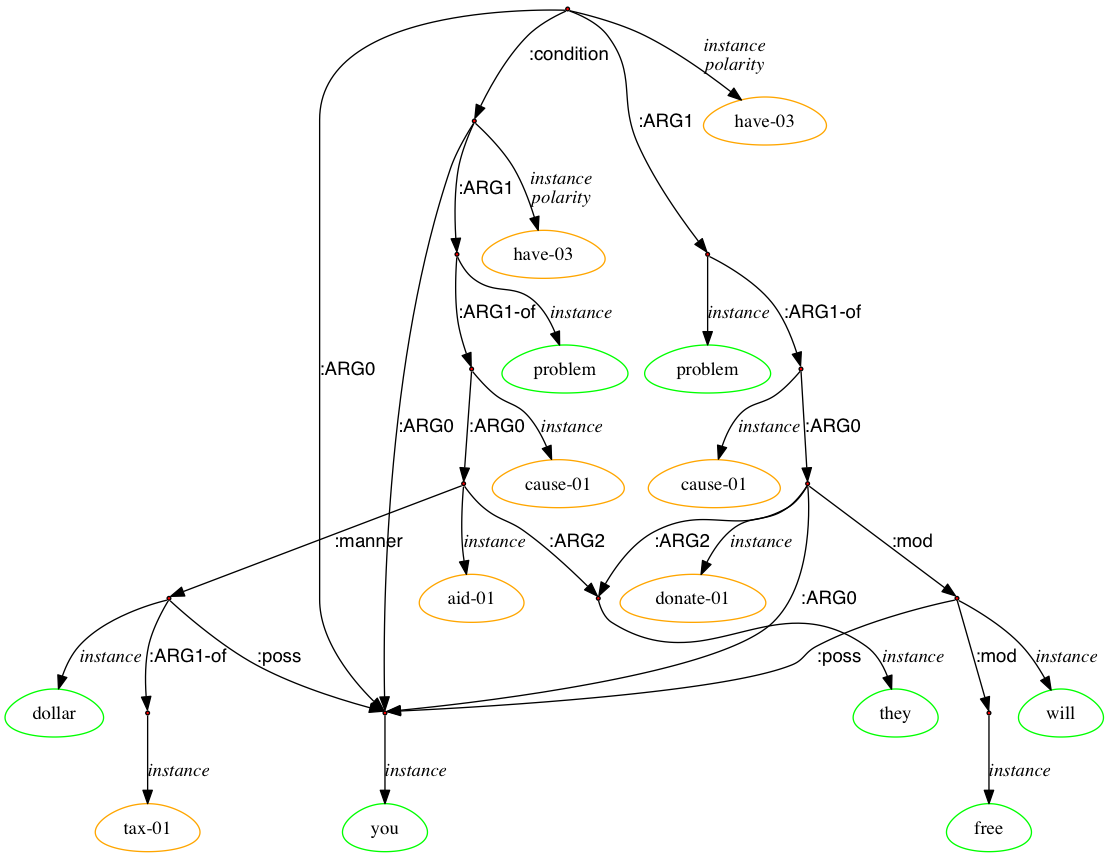 instance
polarity
:condition
have-03
:ARG1
instance
polarity
:ARG1
have-03
:ARG1-of
instance
instance
:ARG1-of
:ARG0
problem
problem
:ARG0
:ARG0
instance
instance
:ARG0
cause-01
cause-01
:manner
instance
:ARG2
:ARG2
instance
:mod
aid-01
donate-01
:ARG0
instance
:ARG1-of
:poss
:poss
instance
:mod
instance
dollar
they
will
instance
instance
instance
tax-01
you
free